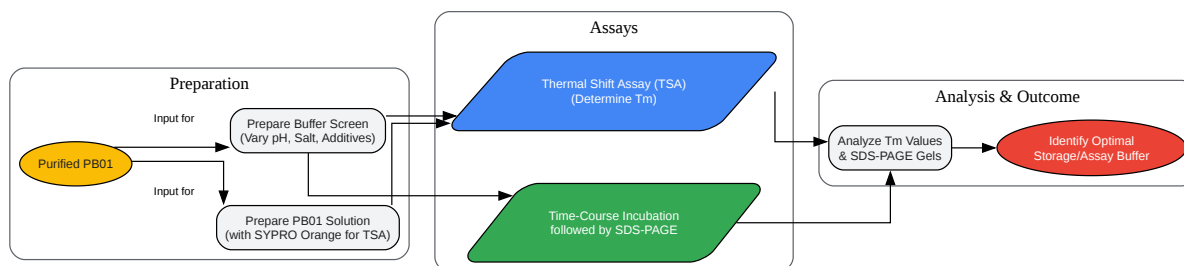 Preparation
Purified PB01
Input for
Input for
Prepare Buffer Screen
(Vary pH, Salt, Additives)
Prepare PB01 Solution
(with SYPRO Orange for TSA)
Assays
Thermal Shift Assay (TSA)
(Determine Tm)
Time-Course Incubation
followed by SDS-PAGE
Analysis & Outcome
Analyze Tm Values
& SDS-PAGE Gels
Identify Optimal
Storage/Assay Buffer